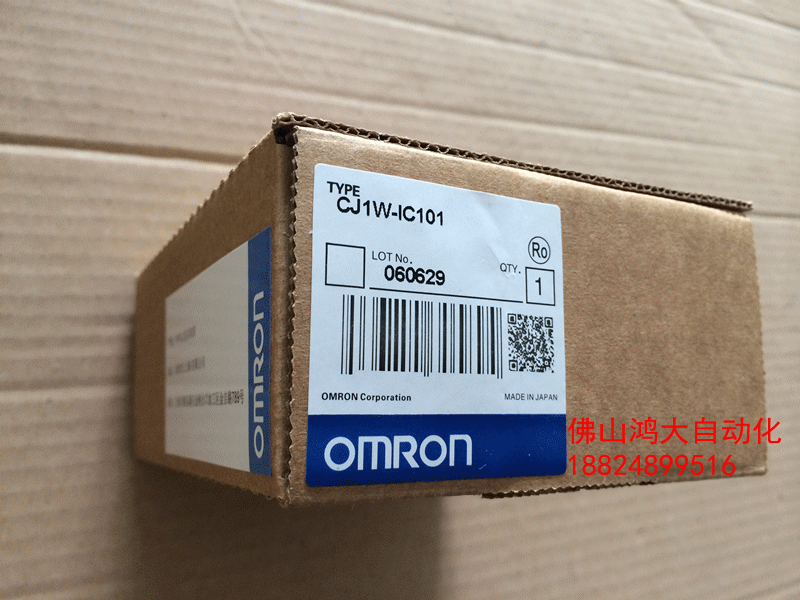 TYPE
CJ1W-IC101
Ro
LOT No.
060629
QTY.
1
OMRON Corporation
MADE IN JAPAN
OMRON
OMRON
佛山鸿大自动化
18824899516